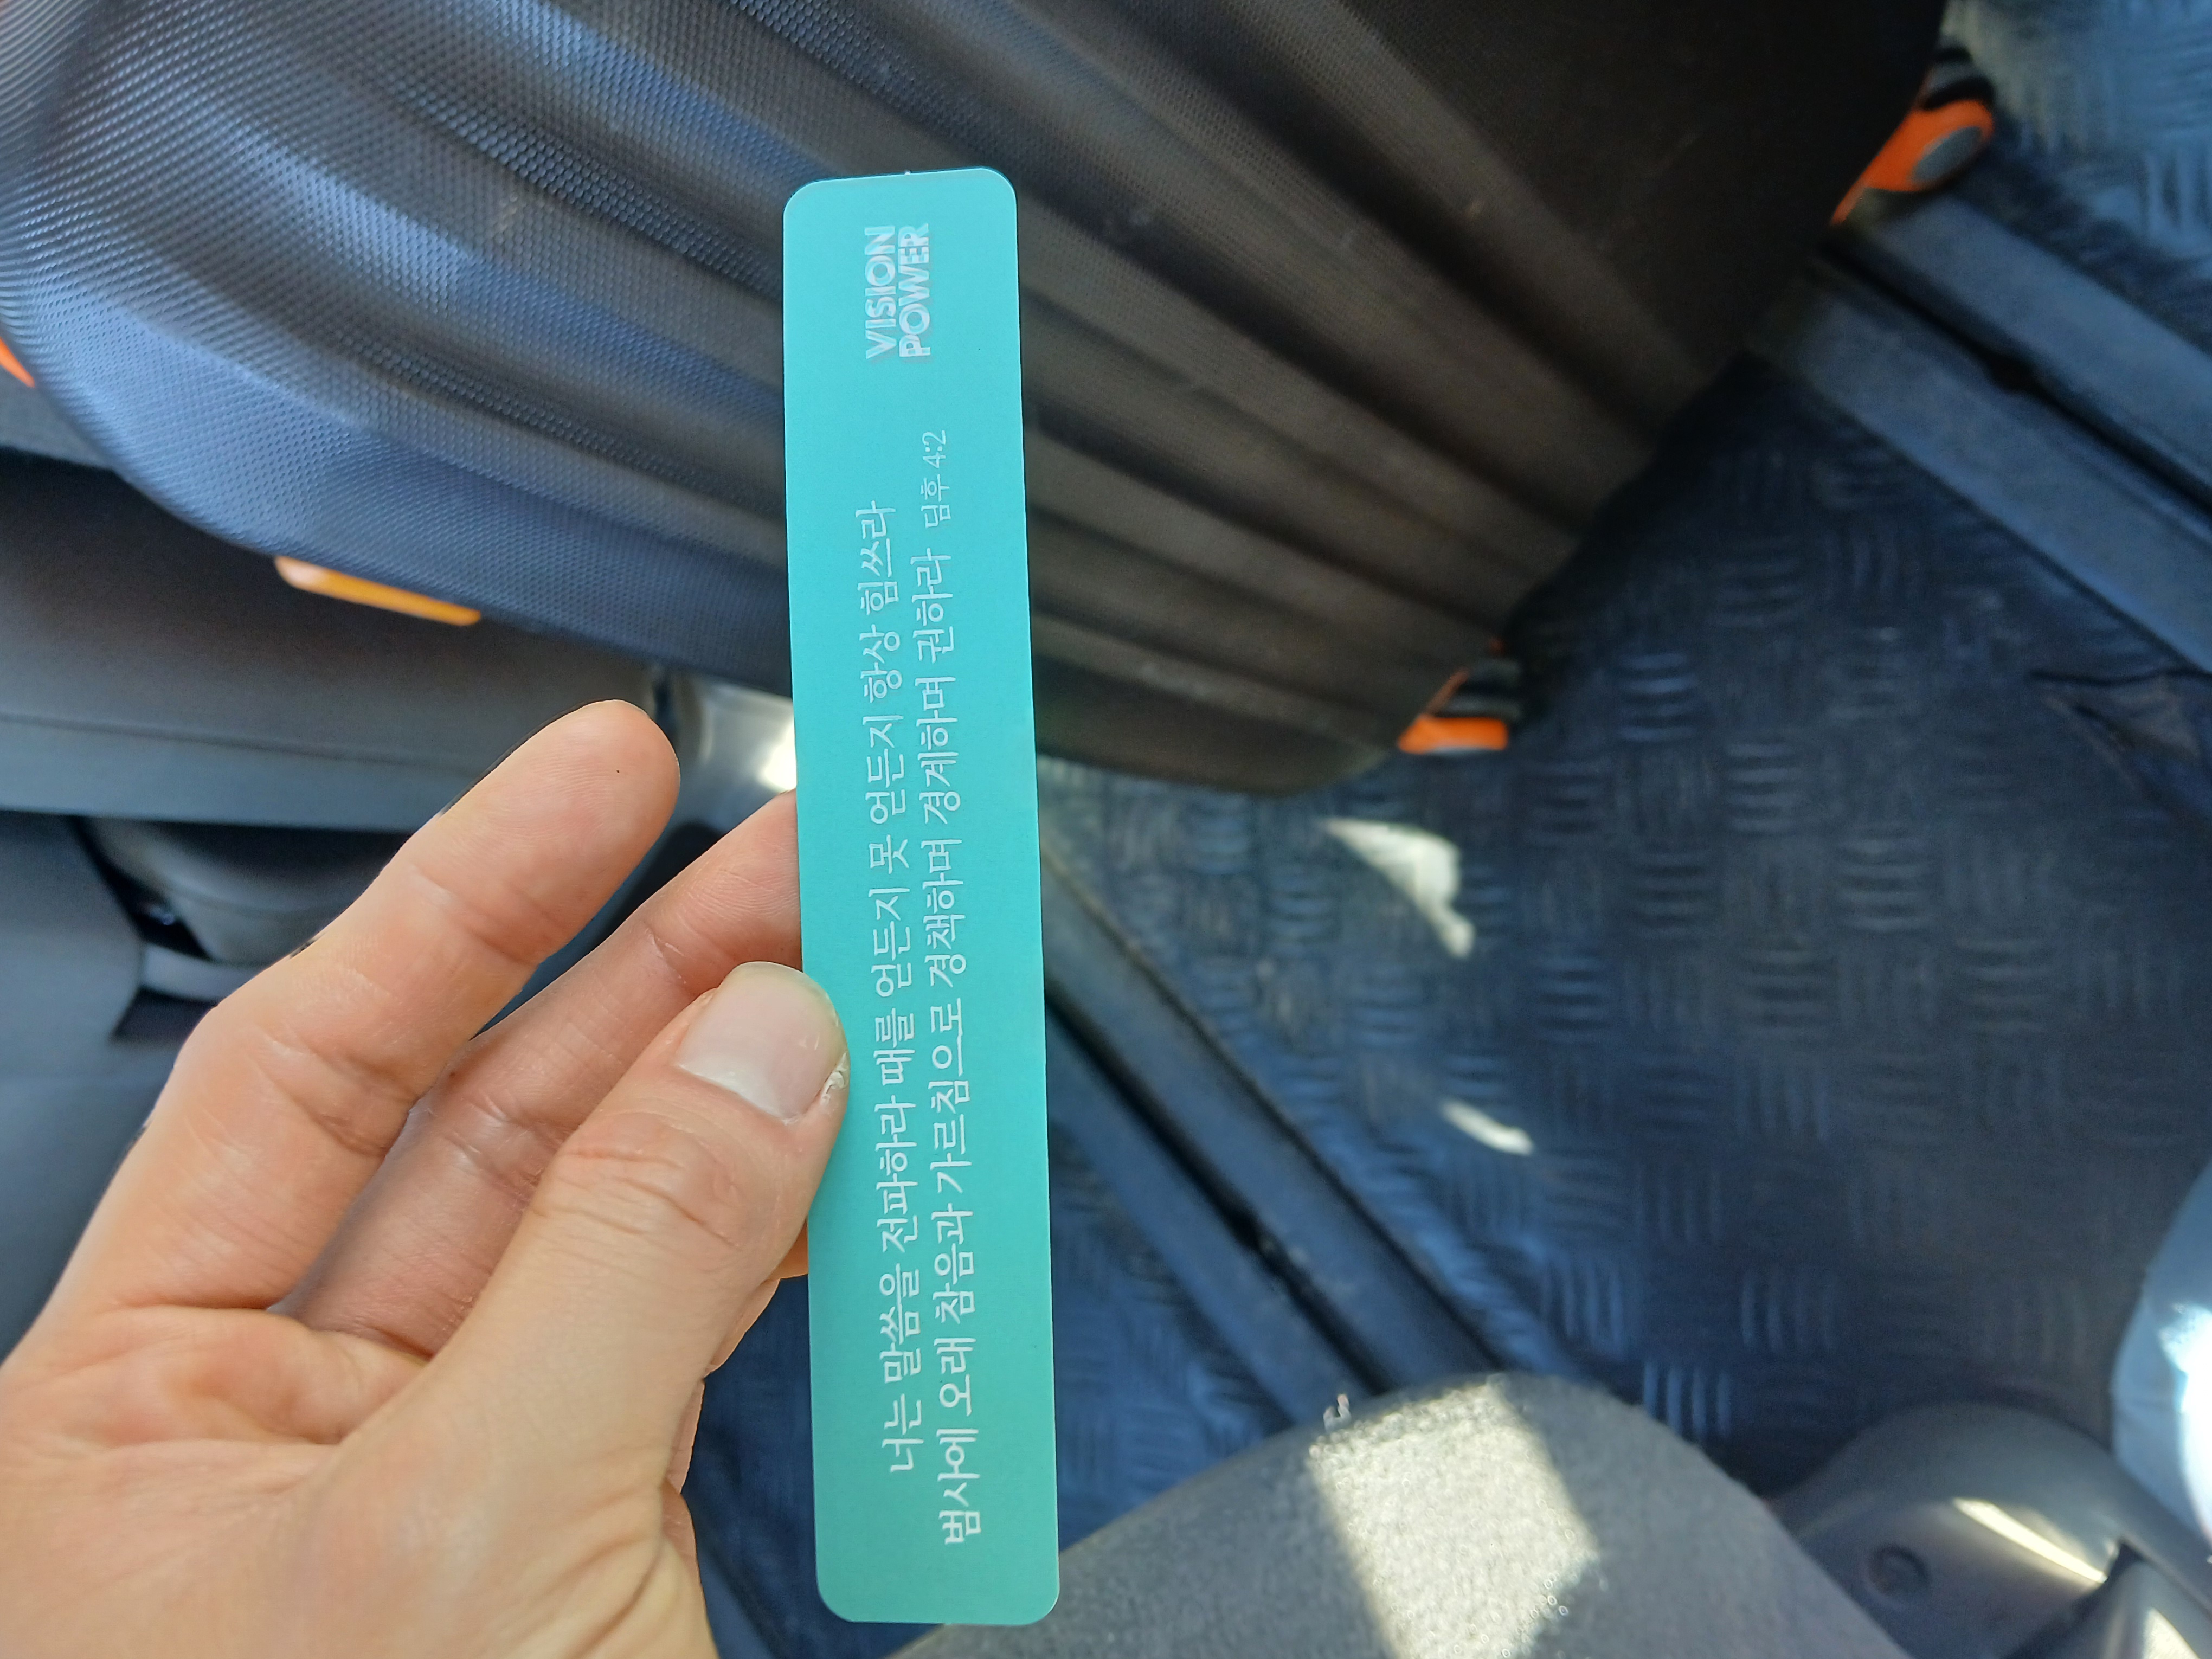 너는 말씀을 전파하라 때를 얻든지 못 얻든지 항상 힘쓰라
범사에 오래 참음과 가르침으로 경책하며 경계하며 권하라 딤후 4:2
VISION
POWER